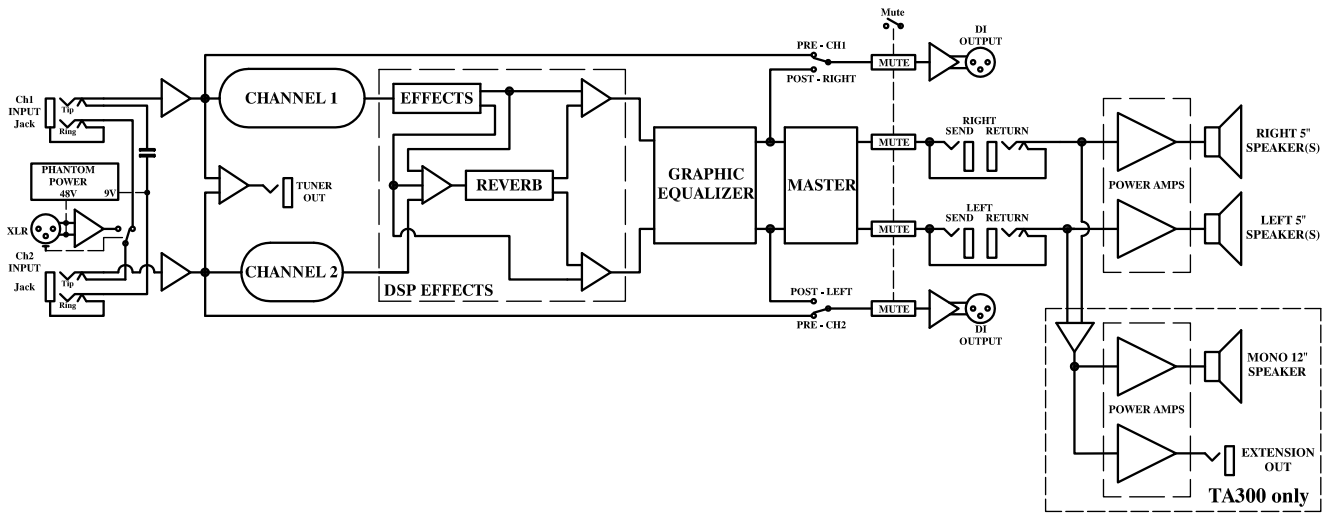 Mute
DI
OUTPUT
PRE - CH1
MUTE
POST - RIGHT
Ch1
INPUT
Jack
Tip
Ring
CHANNEL 1
EFFECTS
RIGHT
SEND
RETURN
MUTE
RIGHT 5"
SPEAKER(S)
PHANTOM
POWER
48V
9V
TUNER
OUT
REVERB
GRAPHIC
EQUALIZER
MASTER
POWER AMPS
LEFT
SEND
RETURN
MUTE
LEFT 5"
SPEAKER(S)
XLR
Ch2
INPUT
Jack
Tip
Ring
CHANNEL 2
DSP EFFECTS
POST - LEFT
MUTE
PRE - CH2
DI
OUTPUT
MONO 12"
SPEAKER
POWER AMPS
EXTENSION
OUT
TA300 only